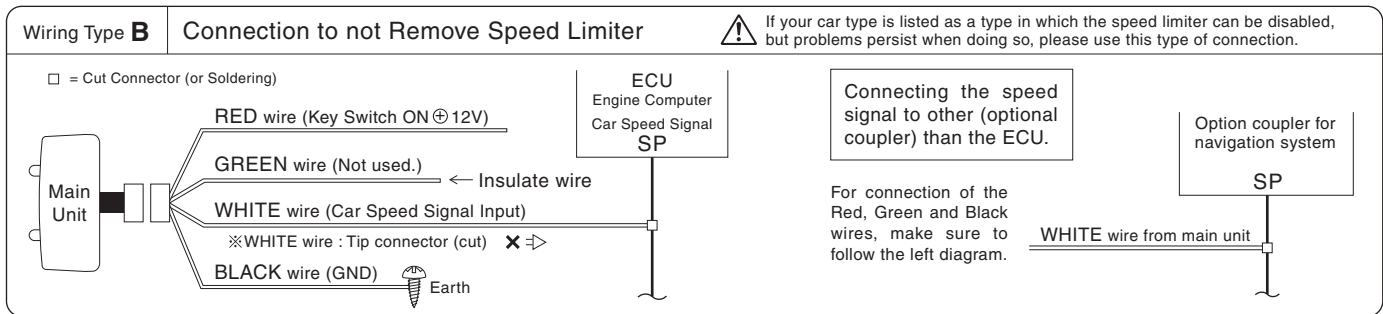 Wiring Type B
Connection to not Remove Speed Limiter
If your car type is listed as a type in which the speed limiter can be disabled,
but problems persist when doing so, please use this type of connection.
□ = Cut Connector (or Soldering)
Main
Unit
RED wire (Key Switch ON ⊕ 12V)
GREEN wire (Not used.)
← Insulate wire
WHITE wire (Car Speed Signal Input)
※WHITE wire : Tip connector (cut)
BLACK wire (GND)
Earth
ECU
Engine Computer
Car Speed Signal
SP
Connecting the speed
signal to other (optional
coupler) than the ECU.
For connection of the
Red, Green and Black
wires, make sure to
follow the left diagram.
Option coupler for
navigation system
SP
WHITE wire from main unit